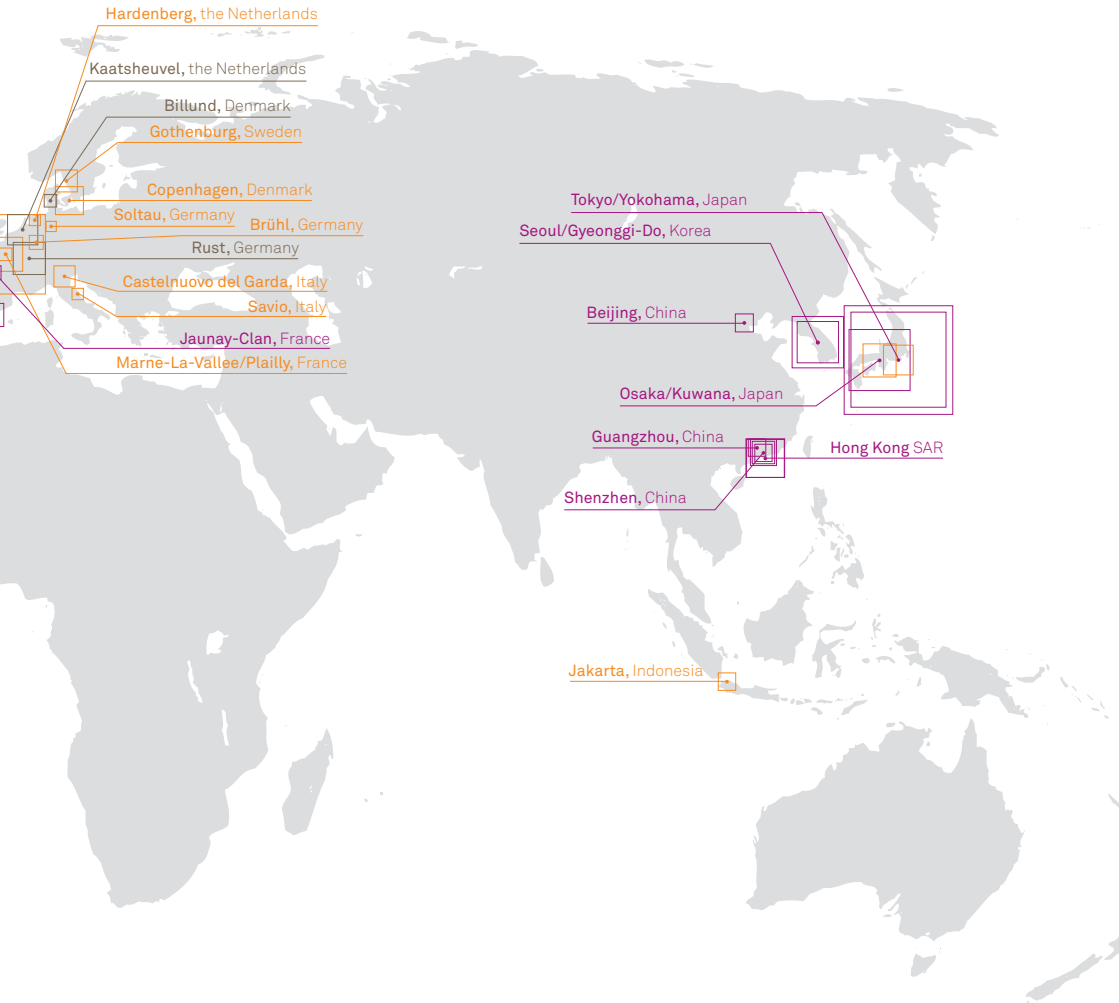 Hardenberg, the Netherlands
Kaatsheuvel, the Netherlands
Billund, Denmark
Gothenburg, Sweden
Copenhagen, Denmark
Soltau, Germany
Brühl, Germany
Rust, Germany
Castelnuovo del Garda, Italy
Savio, Italy
Jaunay-Clan, France
Marne-La-Vallee/Plailly, France
Tokyo/Yokohama, Japan
Seoul/Gyeonggi-Do, Korea
Beijing, China
Osaka/Kuwana, Japan
Guangzhou, China
Hong Kong SAR
Shenzhen, China
Jakarta, Indonesia